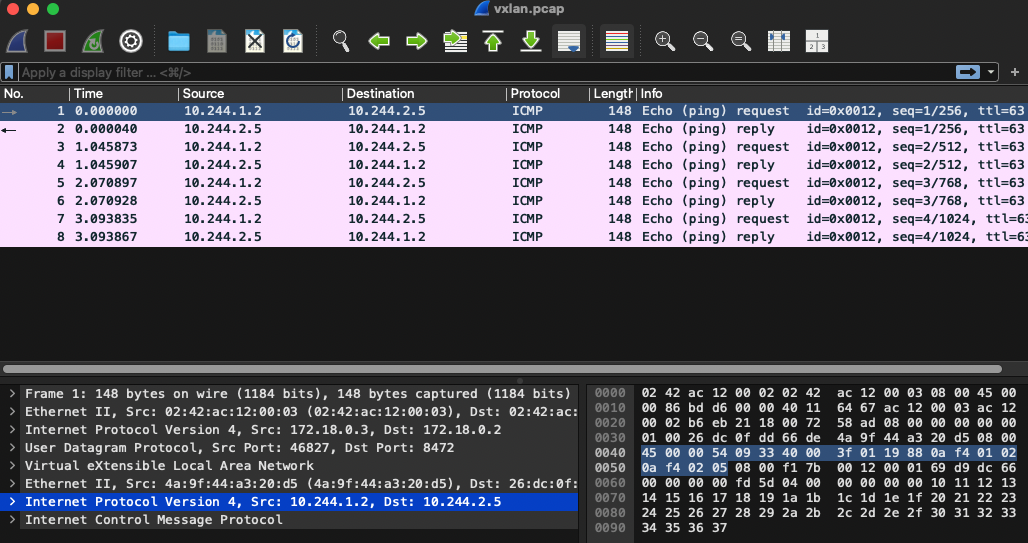 vxlan.pcap
1 2 3
Apply a display filter ... <⌘/>
No. Time Source Destination Protocol Length Info
1 0.000000 10.244.1.2 10.244.2.5 ICMP 148 Echo (ping) request id=0x0012, seq=1/256, ttl=63
2 0.000040 10.244.2.5 10.244.1.2 ICMP 148 Echo (ping) reply id=0x0012, seq=1/256, ttl=63
3 1.045873 10.244.1.2 10.244.2.5 ICMP 148 Echo (ping) request id=0x0012, seq=2/512, ttl=63
4 1.045907 10.244.2.5 10.244.1.2 ICMP 148 Echo (ping) reply id=0x0012, seq=2/512, ttl=63
5 2.070897 10.244.1.2 10.244.2.5 ICMP 148 Echo (ping) request id=0x0012, seq=3/768, ttl=63
6 2.070928 10.244.2.5 10.244.1.2 ICMP 148 Echo (ping) reply id=0x0012, seq=3/768, ttl=63
7 3.093835 10.244.1.2 10.244.2.5 ICMP 148 Echo (ping) request id=0x0012, seq=4/1024, ttl=63
8 3.093867 10.244.2.5 10.244.1.2 ICMP 148 Echo (ping) reply id=0x0012, seq=4/1024, ttl=63
Frame 1: 148 bytes on wire (1184 bits), 148 bytes captured (1184 bits)
Ethernet II, Src: 02:42:ac:12:00:03 (02:42:ac:12:00:03), Dst: 02:42:ac:
Internet Protocol Version 4, Src: 172.18.0.3, Dst: 172.18.0.2
User Datagram Protocol, Src Port: 46827, Dst Port: 8472
Virtual eXtensible Local Area Network
Ethernet II, Src: 4a:9f:44:a3:20:d5 (4a:9f:44:a3:20:d5), Dst: 26:dc:0f:
Internet Protocol Version 4, Src: 10.244.1.2, Dst: 10.244.2.5
Internet Control Message Protocol
0000 02 42 ac 12 00 02 02 42 ac 12 00 03 08 00 45 00
0010 00 86 bd d6 00 00 40 11 64 67 ac 12 00 03 ac 12
0020 00 02 b6 eb 21 18 00 72 58 ad 08 00 00 00 00 00
0030 01 00 26 dc 0f dd 66 de 4a 9f 44 a3 20 d5 08 00
0040 45 00 00 54 09 33 40 00 3f 01 19 88 0a f4 01 02
0050 0a f4 02 05 08 00 f1 7b 00 12 00 01 69 d9 dc 66
0060 00 00 00 00 fd 5d 04 00 00 00 00 00 10 11 12 13
0070 14 15 16 17 18 19 1a 1b 1c 1d 1e 1f 20 21 22 23
0080 24 25 26 27 28 29 2a 2b 2c 2d 2e 2f 30 31 32 33
0090 34 35 36 37